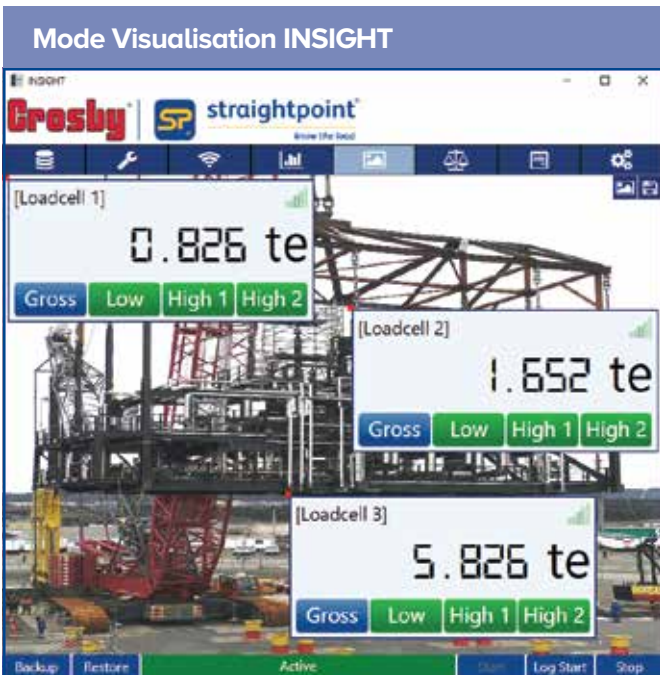 Mode Visualisation INSIGHT
INSIGHT
Crosby SP straightpoint
know the load
[Loadcell 1]
0.826 te
Gross Low High 1 High 2
[Loadcell 2]
1.652 te
Gross Low High 1 High 2
[Loadcell 3]
5.826 te
Gross Low High 1 High 2
Backup Restore Active Start Log Start Stop